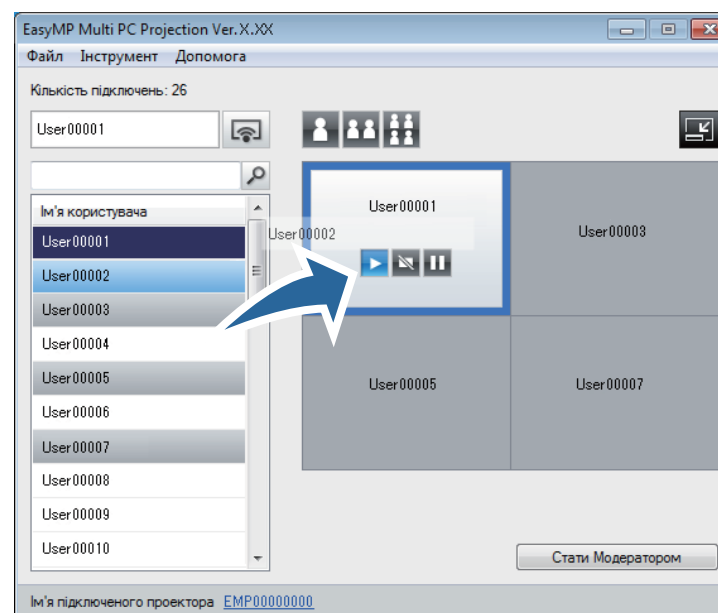 EasyMP Multi PC Projection Ver.X.XX
Файл Інструмент Допомога
Кількість підключень: 26
User00001
Ім'я користувача
User00001
User00002
User00003
User00004
User00005
User00006
User00007
User00008
User00009
User00010
User00002
User00001
User00003
User00005
User00007
Стати Модератором
Ім'я підключеного проектора EMP00000000